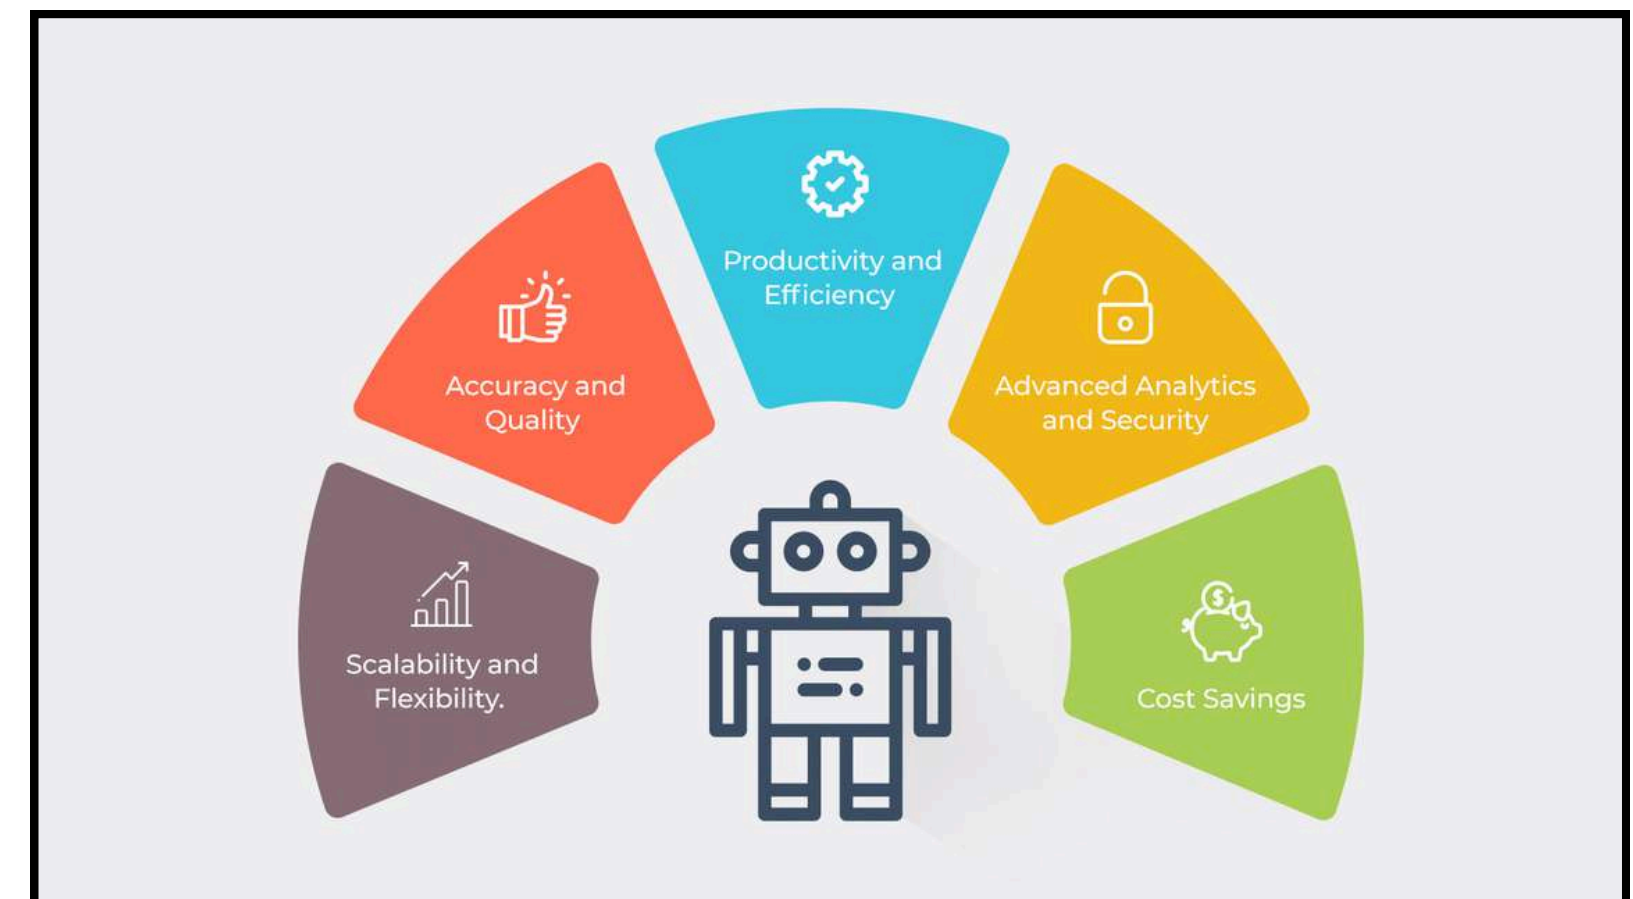 Scalability and
Flexibility.
Accuracy and
Quality
Productivity and
Efficiency
Advanced Analytics
and Security
Cost Savings